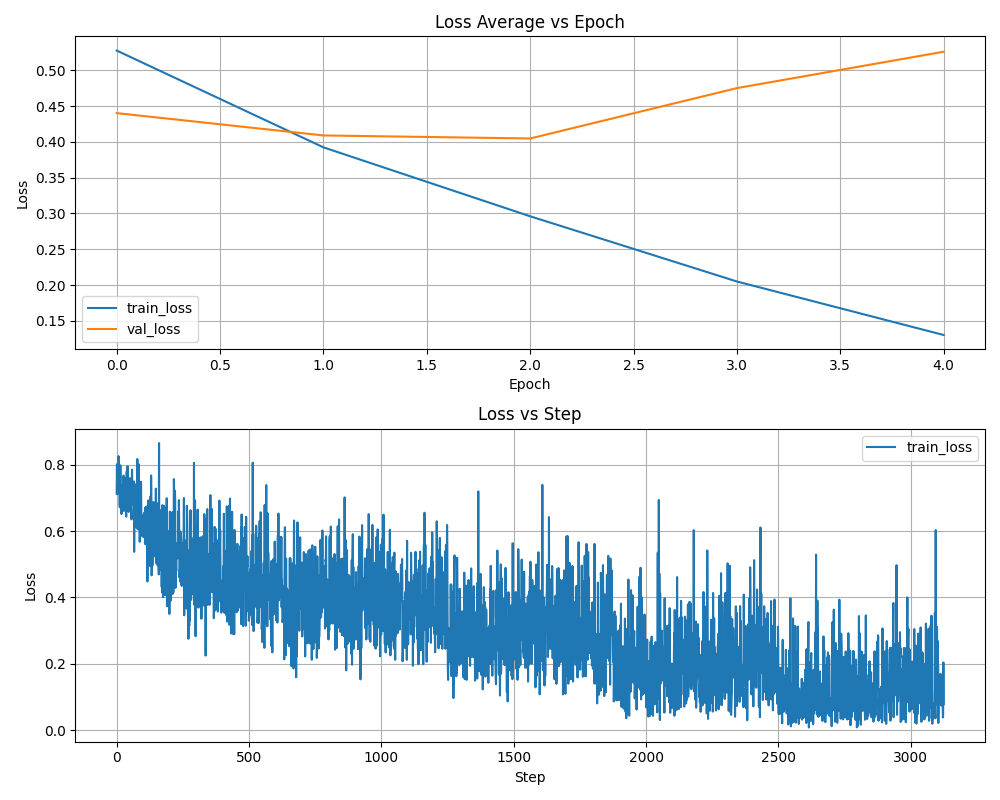 Loss Average vs Epoch
Loss
0.50
0.45
0.40
0.35
0.30
0.25
0.20
0.15
train_loss
val_loss
0.0 0.5 1.0 1.5 2.0 2.5 3.0 3.5 4.0
Epoch
Loss vs Step
Loss
0.8
0.6
0.4
0.2
0.0
train_loss
0 500 1000 1500 2000 2500 3000
Step